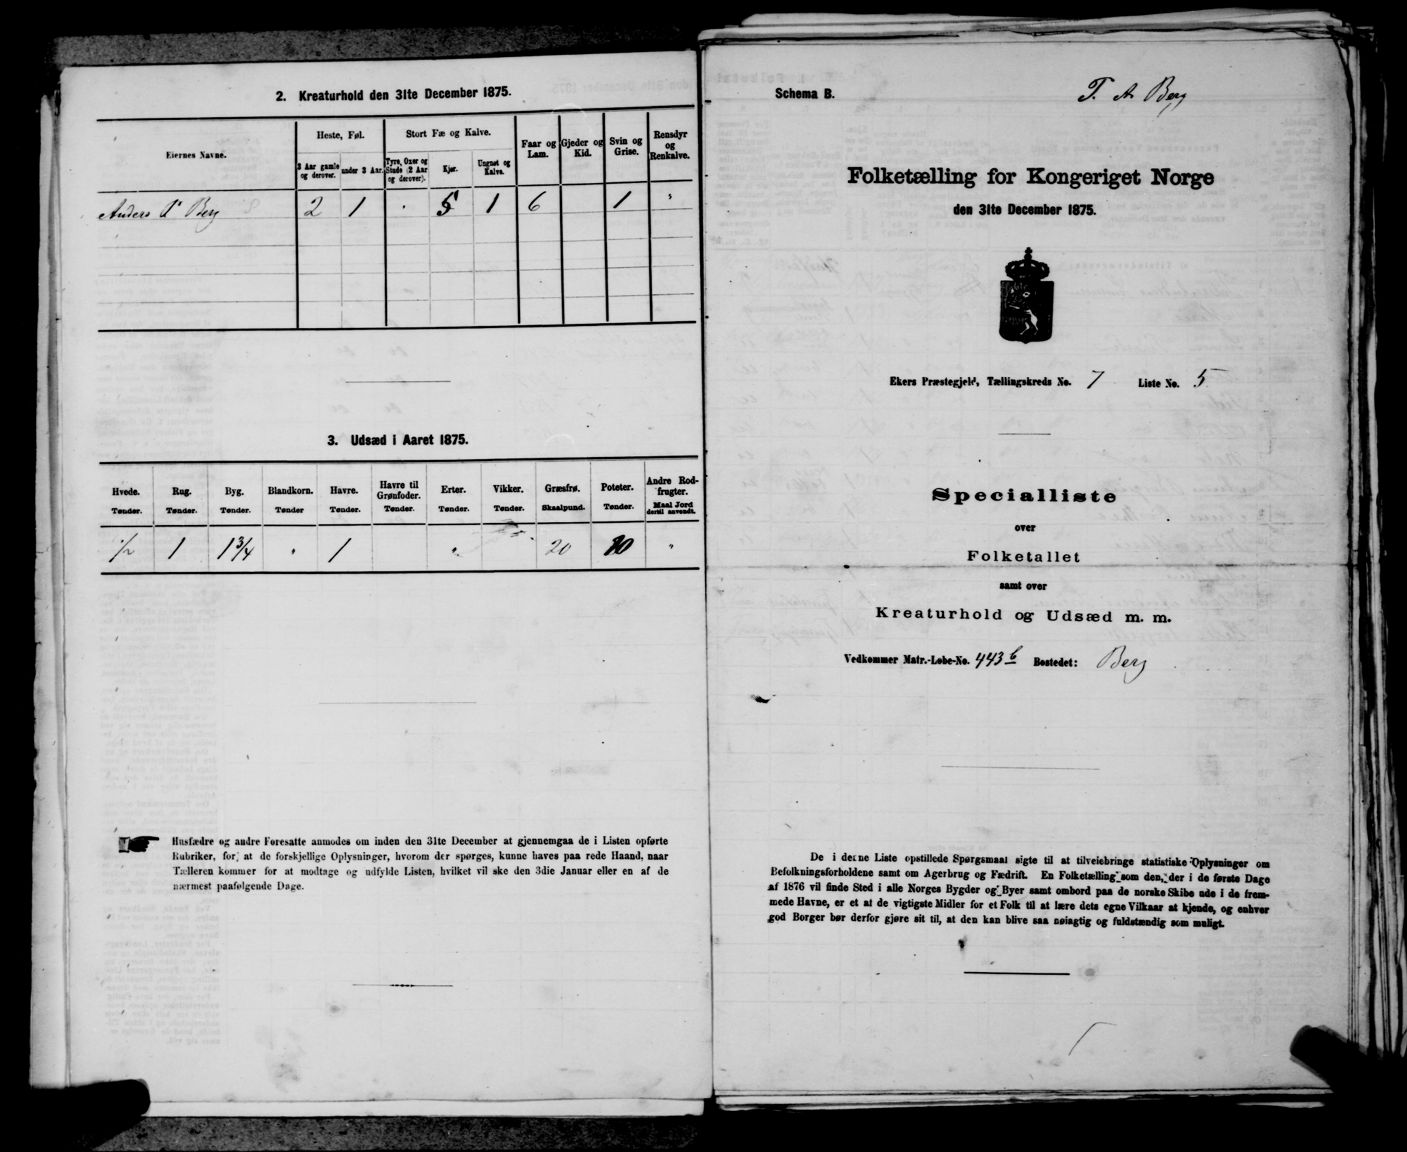 2. Kreaturhold den 31te December 1875.
Eiernes Navne.
Heste, Føl.
Stort Fæ og Kalve.
Faar og Lam.
Gjeder og Kid.
Svin og Grise.
Rensdyr og Renkalve.
3 Aar gamle og derover.
under 3 Aar.
Tyre, Oxer og Stude (2 Aar og derover).
Kjør.
Ungnøt og Kalve.
Anders Berg 2 1 5 1 6 1 "
3. Udsæd i Aaret 1875.
Hvede. Rug. Byg. Blandkorn. Havre. Havre til Grønfoder. Erter. Vikker. Græsfrø. Poteter. Andre Rodfrugter.
Tønder. Tønder. Tønder. Tønder Tønder. Tønder. Tønder. Tønder. Skaalpund. Tønder. Maal Jord dertil anvendt.
½ 1 1¾ " 1 " 20 10 "
Husfædre og andre Foresatte anmodes om inden den 31te December at gjennemgaa de i Listen opførte
Rubriker, for at de forskjellige Oplysninger, hvorom der spørges, kunne haves paa rede Haand, naar
Tælleren kommer for at modtage og udfylde Listen, hvilket vil ske den 3die Januar eller en af de
nærmest paafølgende Dage.
Schema B.
T. A. Berg
Folketælling for Kongeriget Norge
den 31te December 1875.
Ekers Præstegjeld, Tællingskreds No. 7 Liste No. 5
Specialliste
over
Folketallet
samt over
Kreaturhold og Udsæd m. m.
Vedkommer Matr.-Løbe-No. 443b Bostedet: Berg
De i denne Liste opstillede Spørgsmaal sigte til at tilveiebringe statistiske Oplysninger om
Befolkningsforholdene samt om Agerbrug og Fædrift. En Folketælling som den, der i de første Dage
af 1876 vil finde Sted i alle Norges Bygder og Byer samt ombord paa de norske Skibe ude i de frem-
mede Havne, er et af de vigtigste Midler for et Folk til at lære dets egne Vilkaar at kjende, og enhver
god Borger bør derfor gjøre sit til, at den kan blive saa nøiagtig og fuldstændig som muligt.